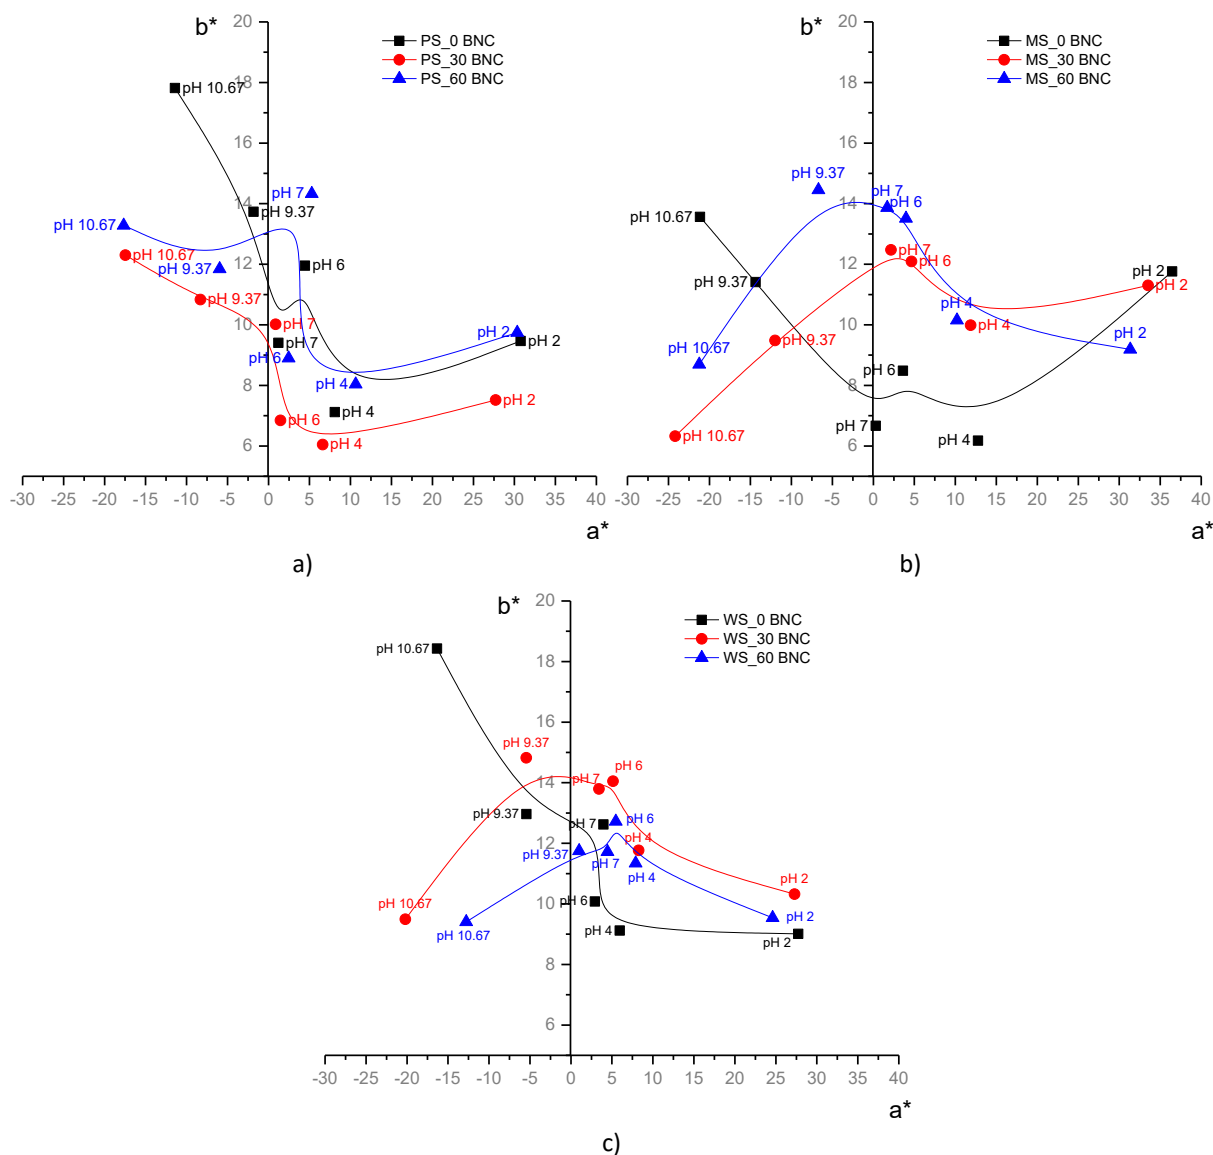 b*
20
PS_0 BNC
PS_30 BNC
PS_60 BNC
18
pH 10.67
16
14
pH 7
pH 9.37
pH 10.67
12
pH 10.67
pH 9.37
pH 6
pH 9.37
10
pH 7
pH 7
pH 6
pH 2
pH 2
8
pH 4
pH 4
pH 2
6
pH 6
pH 4
-30 -25 -20 -15 -10 -5 0 5 10 15 20 25 30 35 40
a*
a)
b*
20
MS_0 BNC
MS_30 BNC
MS_60 BNC
18
16
14
pH 9.37
pH 7
pH 6
pH 10.67
12
pH 7
pH 6
pH 2
pH 9.37
pH 2
10
pH 4
pH 4
pH 9.37
pH 2
pH 10.67
8
pH 6
pH 7
6
pH 4
pH 10.67
-30 -25 -20 -15 -10 -5 0 5 10 15 20 25 30 35 40
a*
b)
b*
20
WS_0 BNC
WS_30 BNC
WS_60 BNC
18
pH 10.67
16
pH 9.37
14
pH 7
pH 6
pH 9.37
pH 7
pH 6
12
pH 4
pH 9.37
pH 7
pH 4
10
pH 6
pH 2
pH 10.67
pH 2
pH 10.67
pH 4
pH 2
8
6
-30 -25 -20 -15 -10 -5 0 5 10 15 20 25 30 35 40
a*
c)